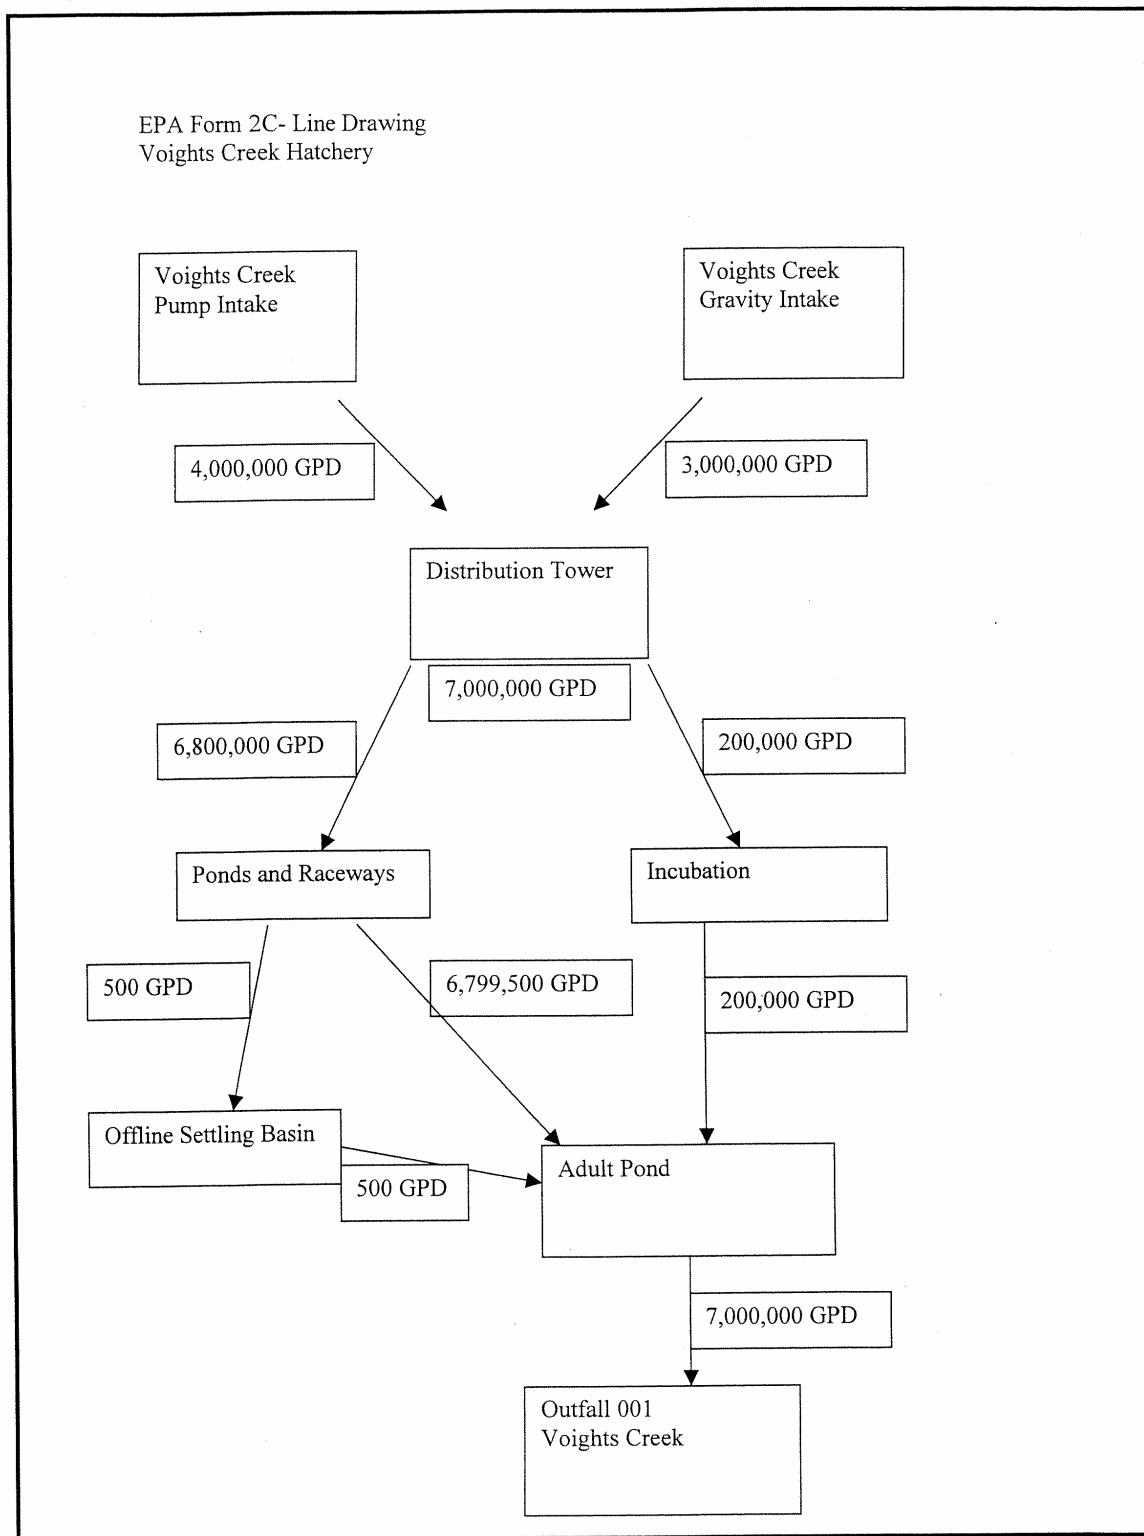 EPA Form 2C- Line Drawing
Voights Creek Hatchery
Voights Creek
Pump Intake
Voights Creek
Gravity Intake
4,000,000 GPD
3,000,000 GPD
Distribution Tower
7,000,000 GPD
6,800,000 GPD
200,000 GPD
Ponds and Raceways
Incubation
500 GPD
6,799,500 GPD
200,000 GPD
Offline Settling Basin
500 GPD
Adult Pond
7,000,000 GPD
Outfall 001
Voights Creek